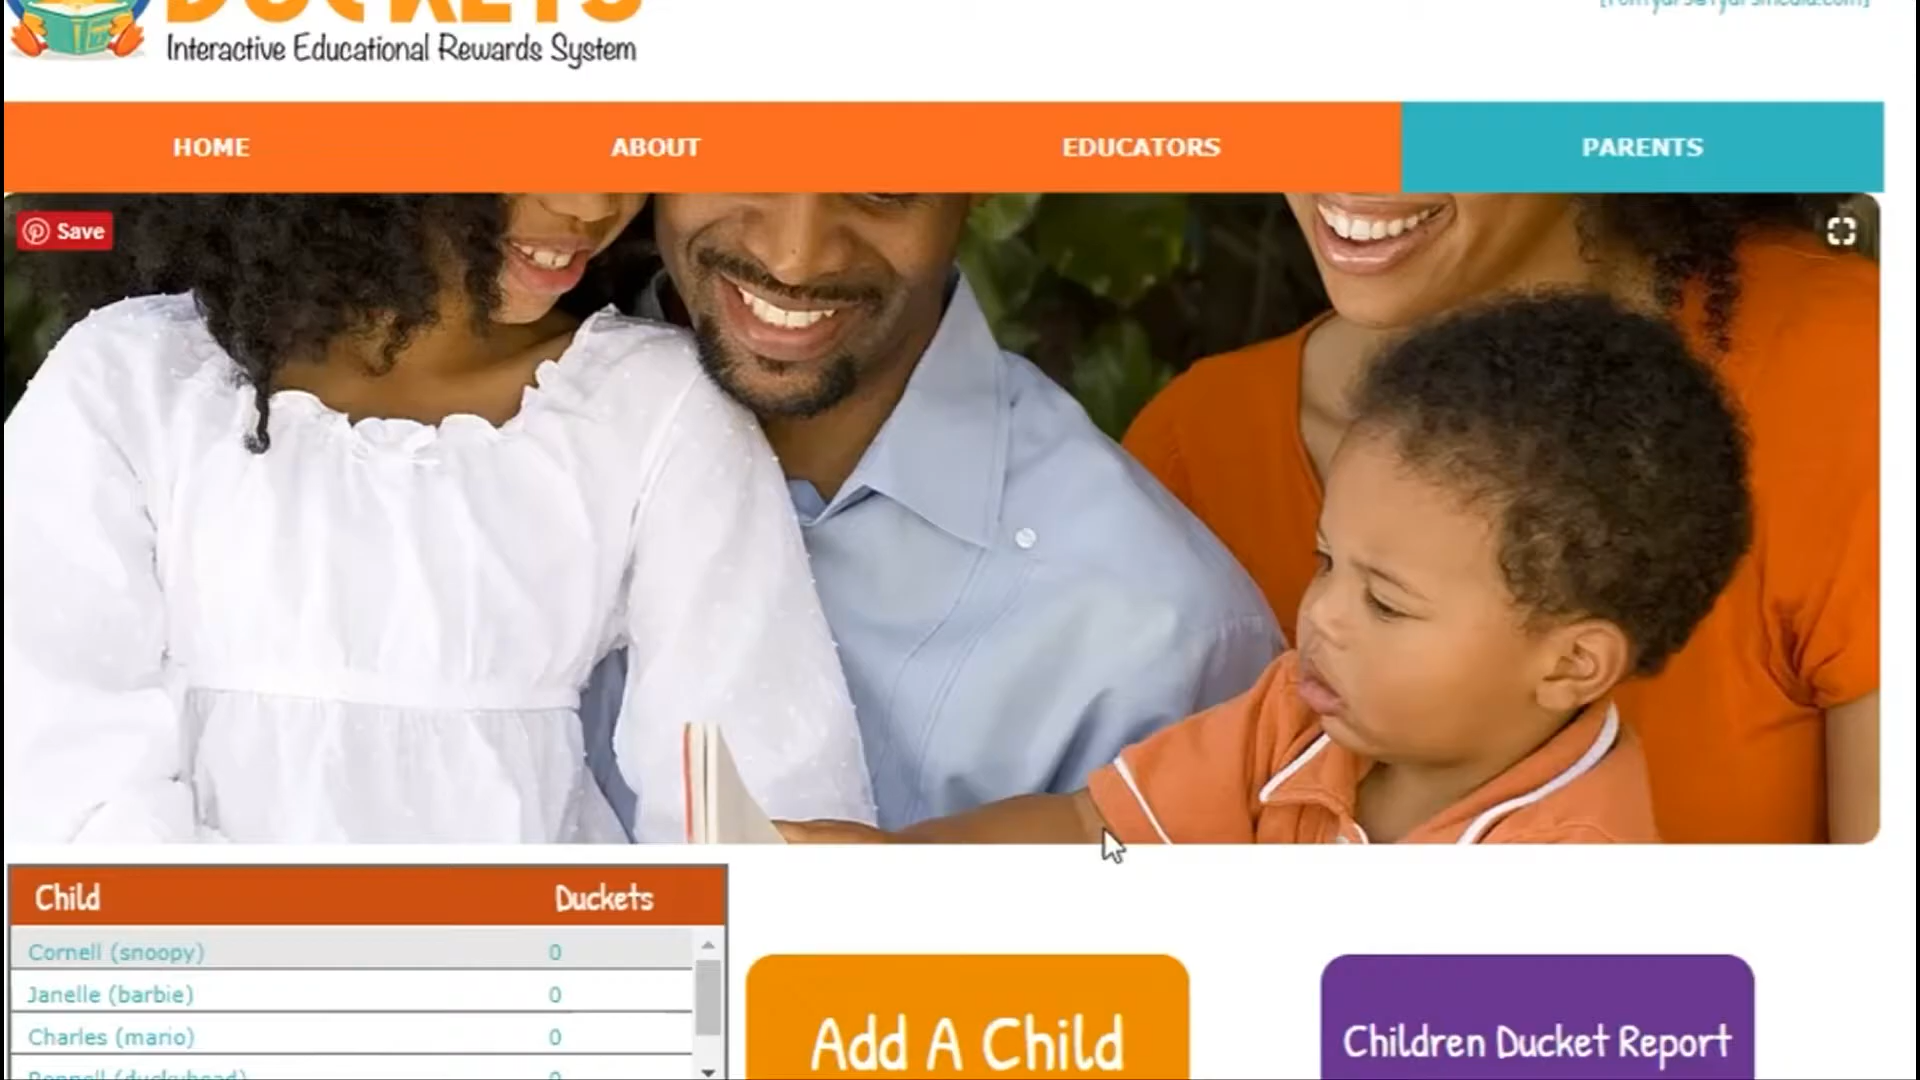 DUCKETS
Interactive Educational Rewards System
HOME ABOUT EDUCATORS PARENTS
Save
Child Duckets
Cornell (snoopy) 0
Janelle (barbie) 0
Charles (mario) 0
Add A Child
Children Ducket Report